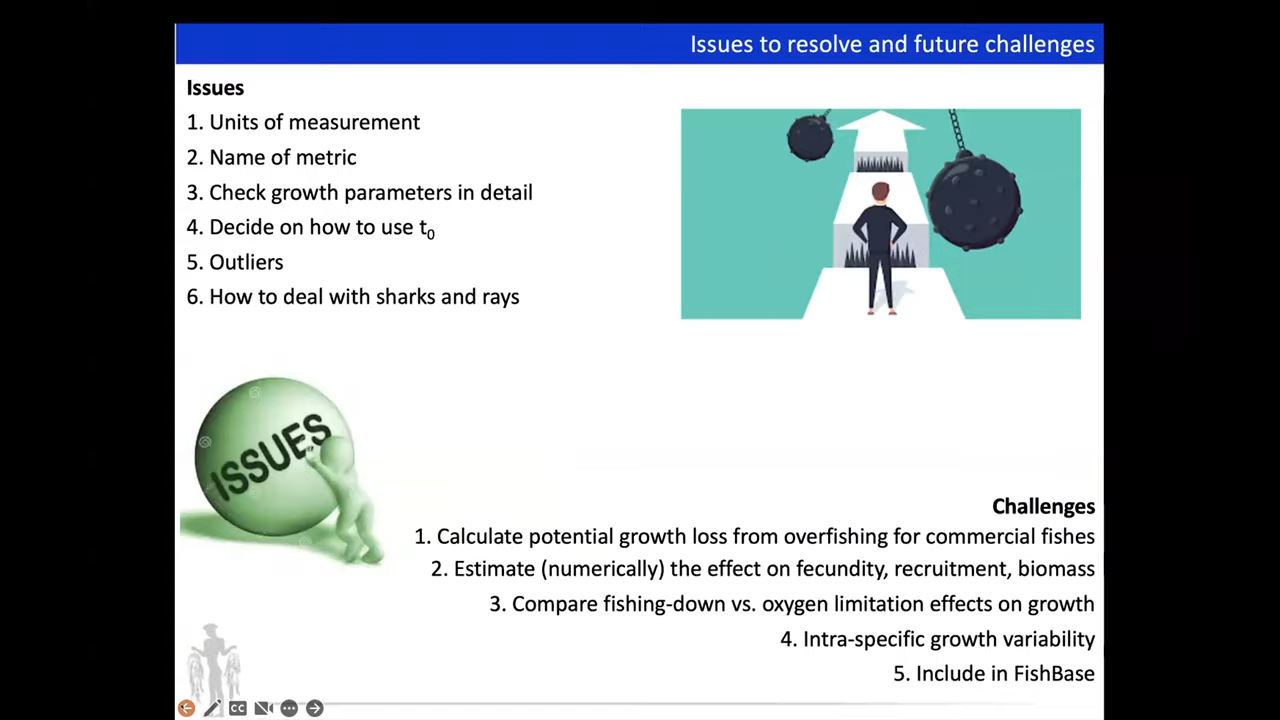 Issues to resolve and future challenges
Issues
1. Units of measurement
2. Name of metric
3. Check growth parameters in detail
4. Decide on how to use t₀
5. Outliers
6. How to deal with sharks and rays
ISSUES
Challenges
1. Calculate potential growth loss from overfishing for commercial fishes
2. Estimate (numerically) the effect on fecundity, recruitment, biomass
3. Compare fishing-down vs. oxygen limitation effects on growth
4. Intra-specific growth variability
5. Include in FishBase
CC